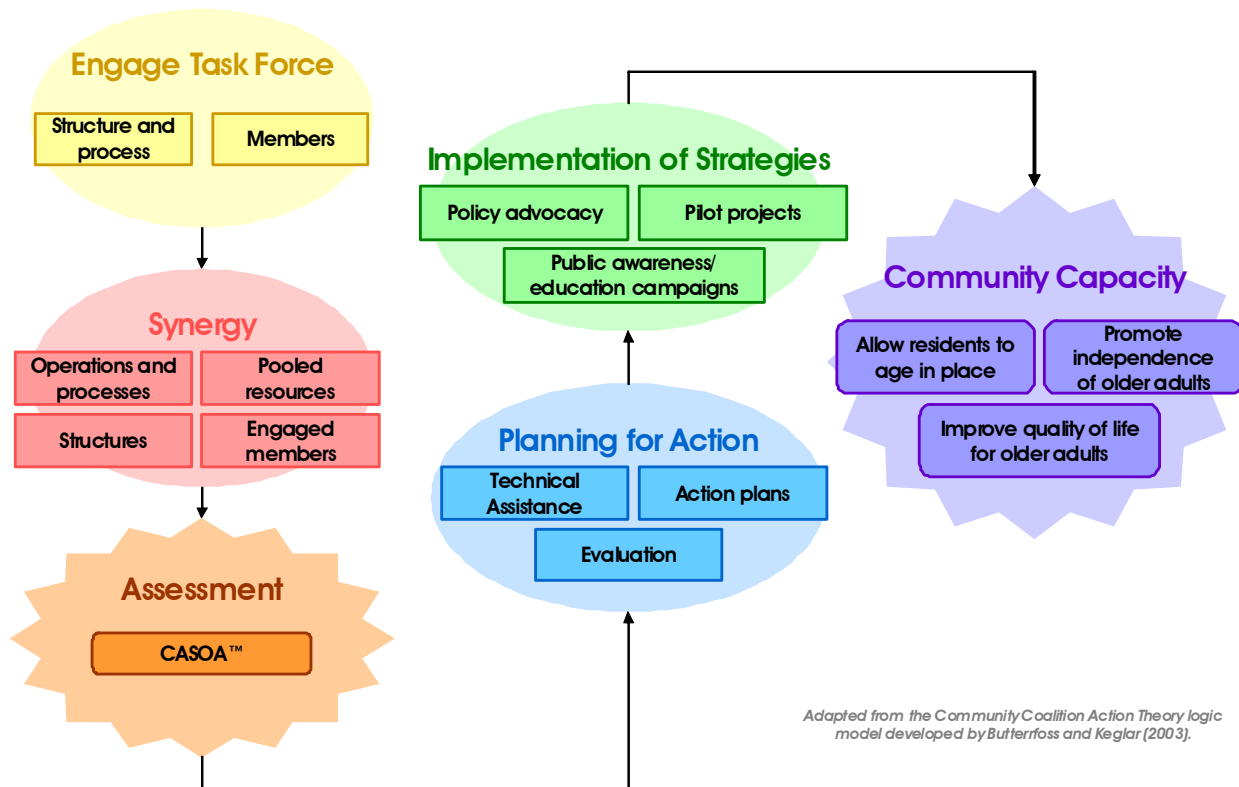 Engage Task Force
Structure and
process
Members
Synergy
Operations and
processes
Pooled
resources
Structures
Engaged
members
Assessment
CASOA™
Implementation of Strategies
Policy advocacy
Pilot projects
Public awareness/
education campaigns
Planning for Action
Technical
Assistance
Action plans
Evaluation
Community Capacity
Allow residents to
age in place
Promote
independence
of older adults
Improve quality of life
for older adults
Adapted from the Community Coalition Action Theory logic
model developed by Butterrfoss and Keglar (2003).